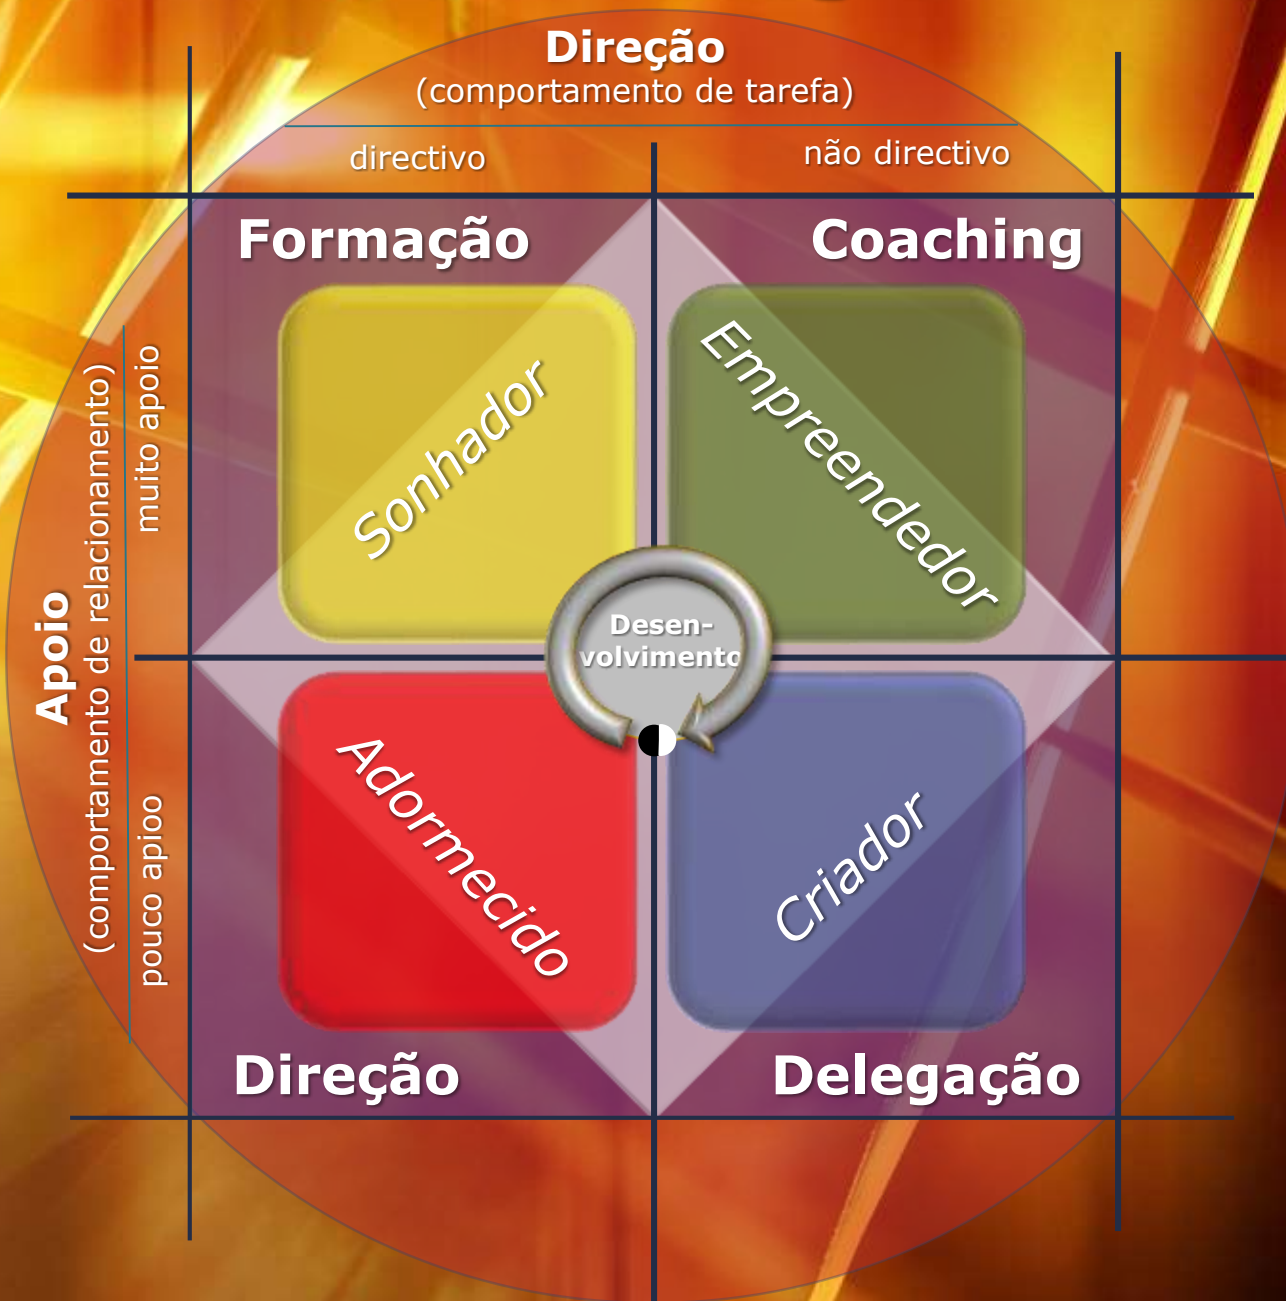 Direção
(comportamento de tarefa)
directivo
não directivo
Formação
Coaching
Apoio
(comportamento de relacionamento)
muito apoio
pouco apioo
Sonhador
Empreendedor
Desen-
volvimento
Adormecido
Criador
Direção
Delegação